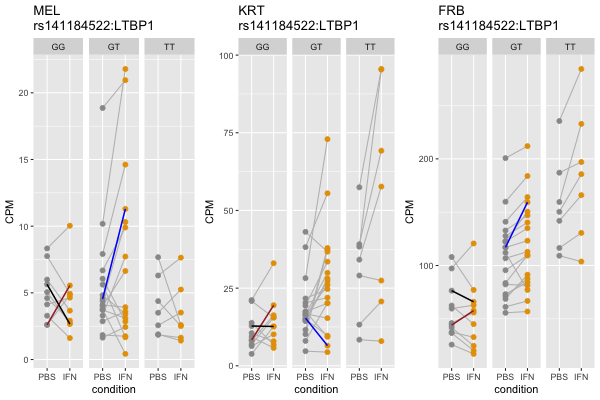 MEL
rs141184522:LTBP1
GG GT TT
CPM
20
15
10
5
0
PBS IFN PBS IFN PBS IFN
condition
KRT
rs141184522:LTBP1
GG GT TT
CPM
100
75
50
25
0
PBS IFN PBS IFN PBS IFN
condition
FRB
rs141184522:LTBP1
GG GT TT
CPM
200
100
PBS IFN PBS IFN PBS IFN
condition